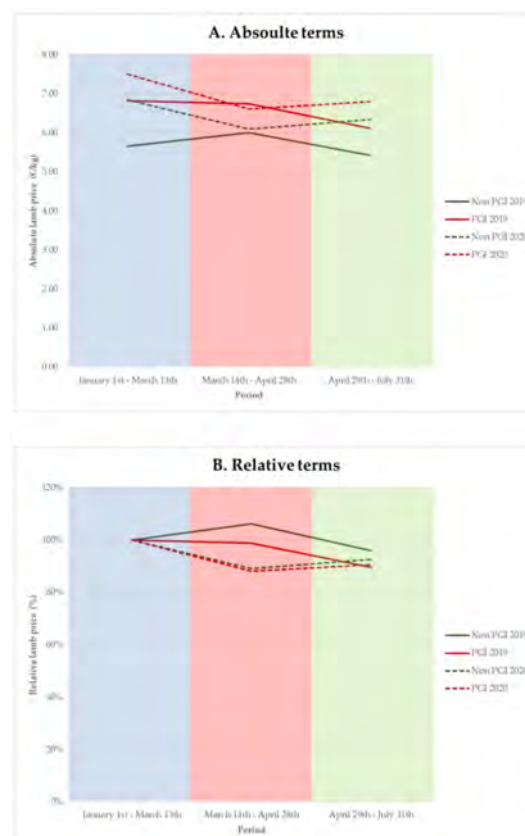 A. Absoulte terms
8.00
7.00
6.00
5.00
4.00
3.00
2.00
1.00
0.00
Absolute lamb price (€/kg)
January 1st - March 13th
March 14th - April 28th
April 29th - July 31th
Period
Non PGI 2019
PGI 2019
Non PGI 2020
PGI 2020
B. Relative terms
120%
100%
80%
60%
40%
20%
0%
Relative lamb price (%)
January 1st - March 13th
March 14th - April 28th
April 29th - July 31th
Period
Non PGI 2019
PGI 2019
Non PGI 2020
PGI 2020